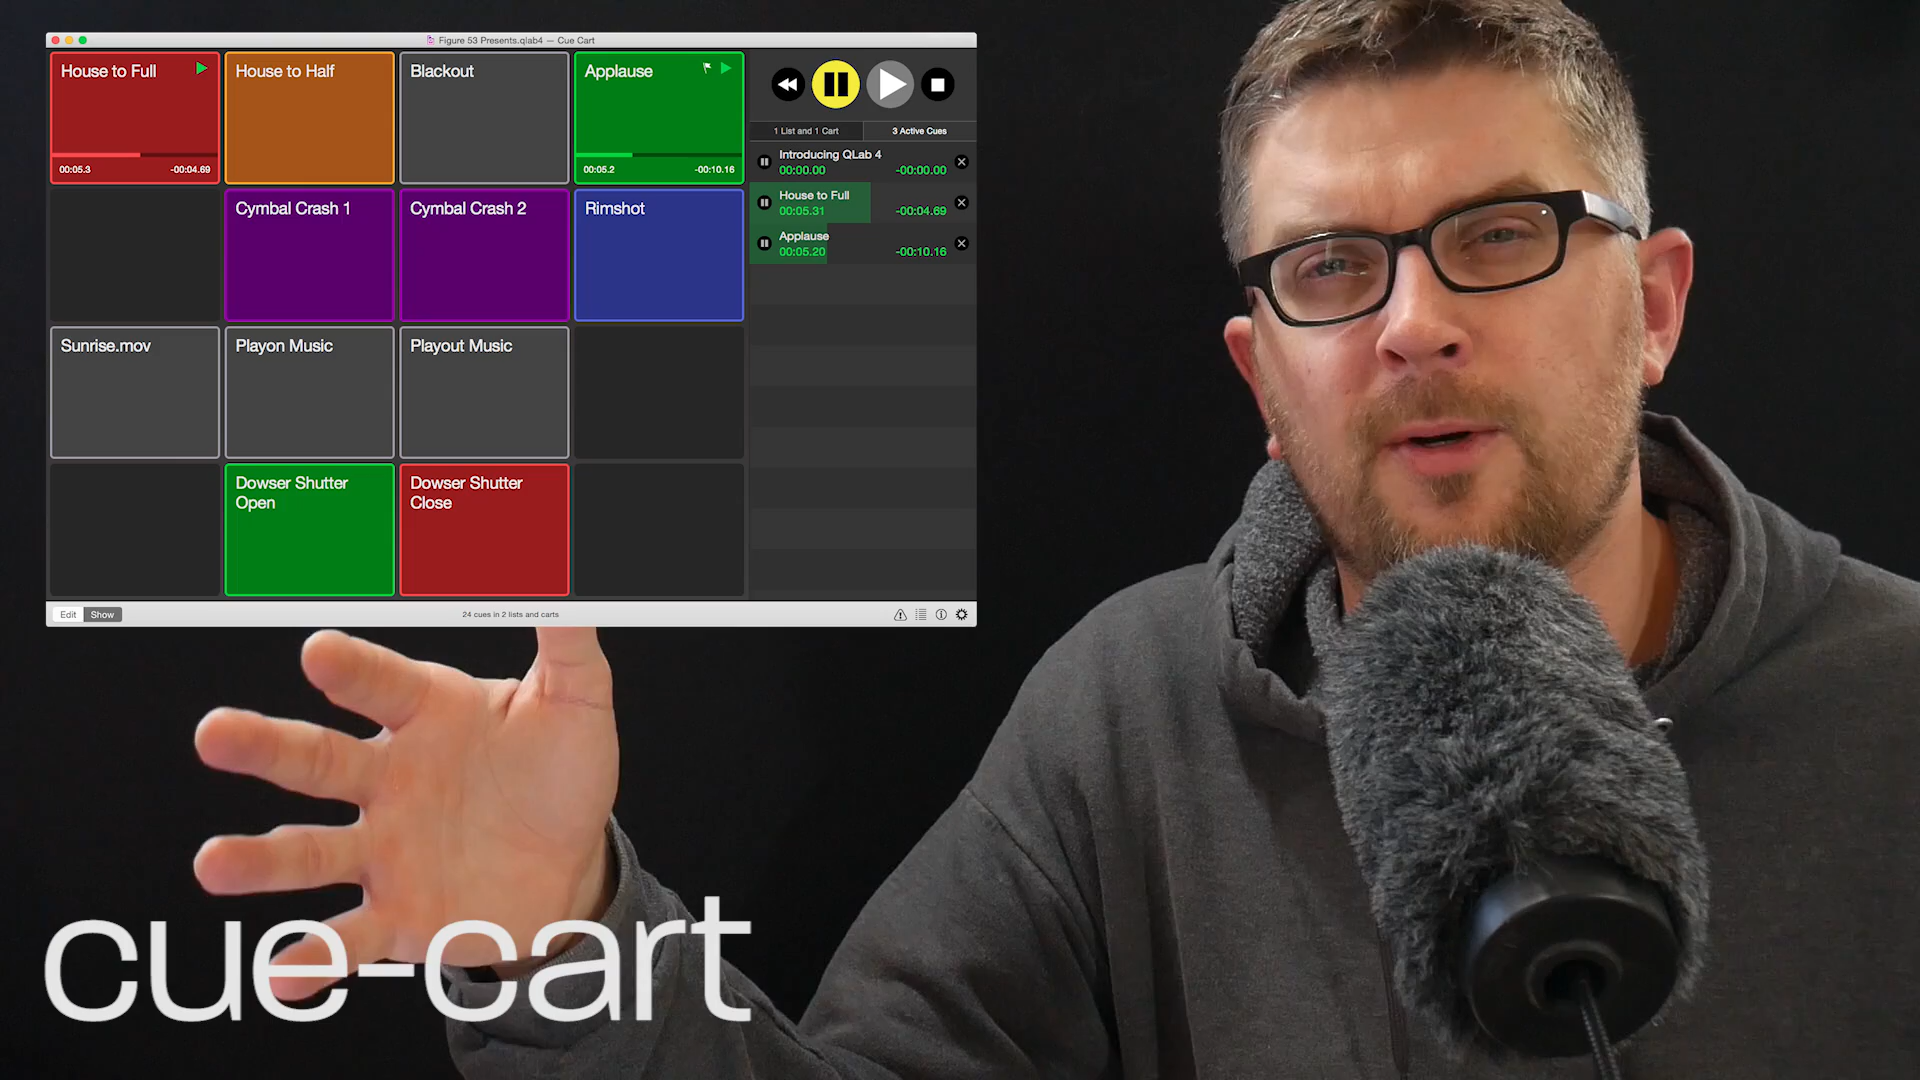 Figure 53 Presents.qlab4 — Cue Cart
House to Full
00:05.3 -00:04.69
House to Half
Blackout
Applause
00:05.2 -00:10.16
Cymbal Crash 1
Cymbal Crash 2
Rimshot
Sunrise.mov
Playon Music
Playout Music
Dowser Shutter
Open
Dowser Shutter
Close
1 List and 1 Cart
3 Active Cues
Introducing QLab 4
00:00.00 -00:00.00
House to Full
00:05.31 -00:04.69
Applause
00:05.20 -00:10.16
Edit Show
24 cues in 2 lists and carts
cue-cart